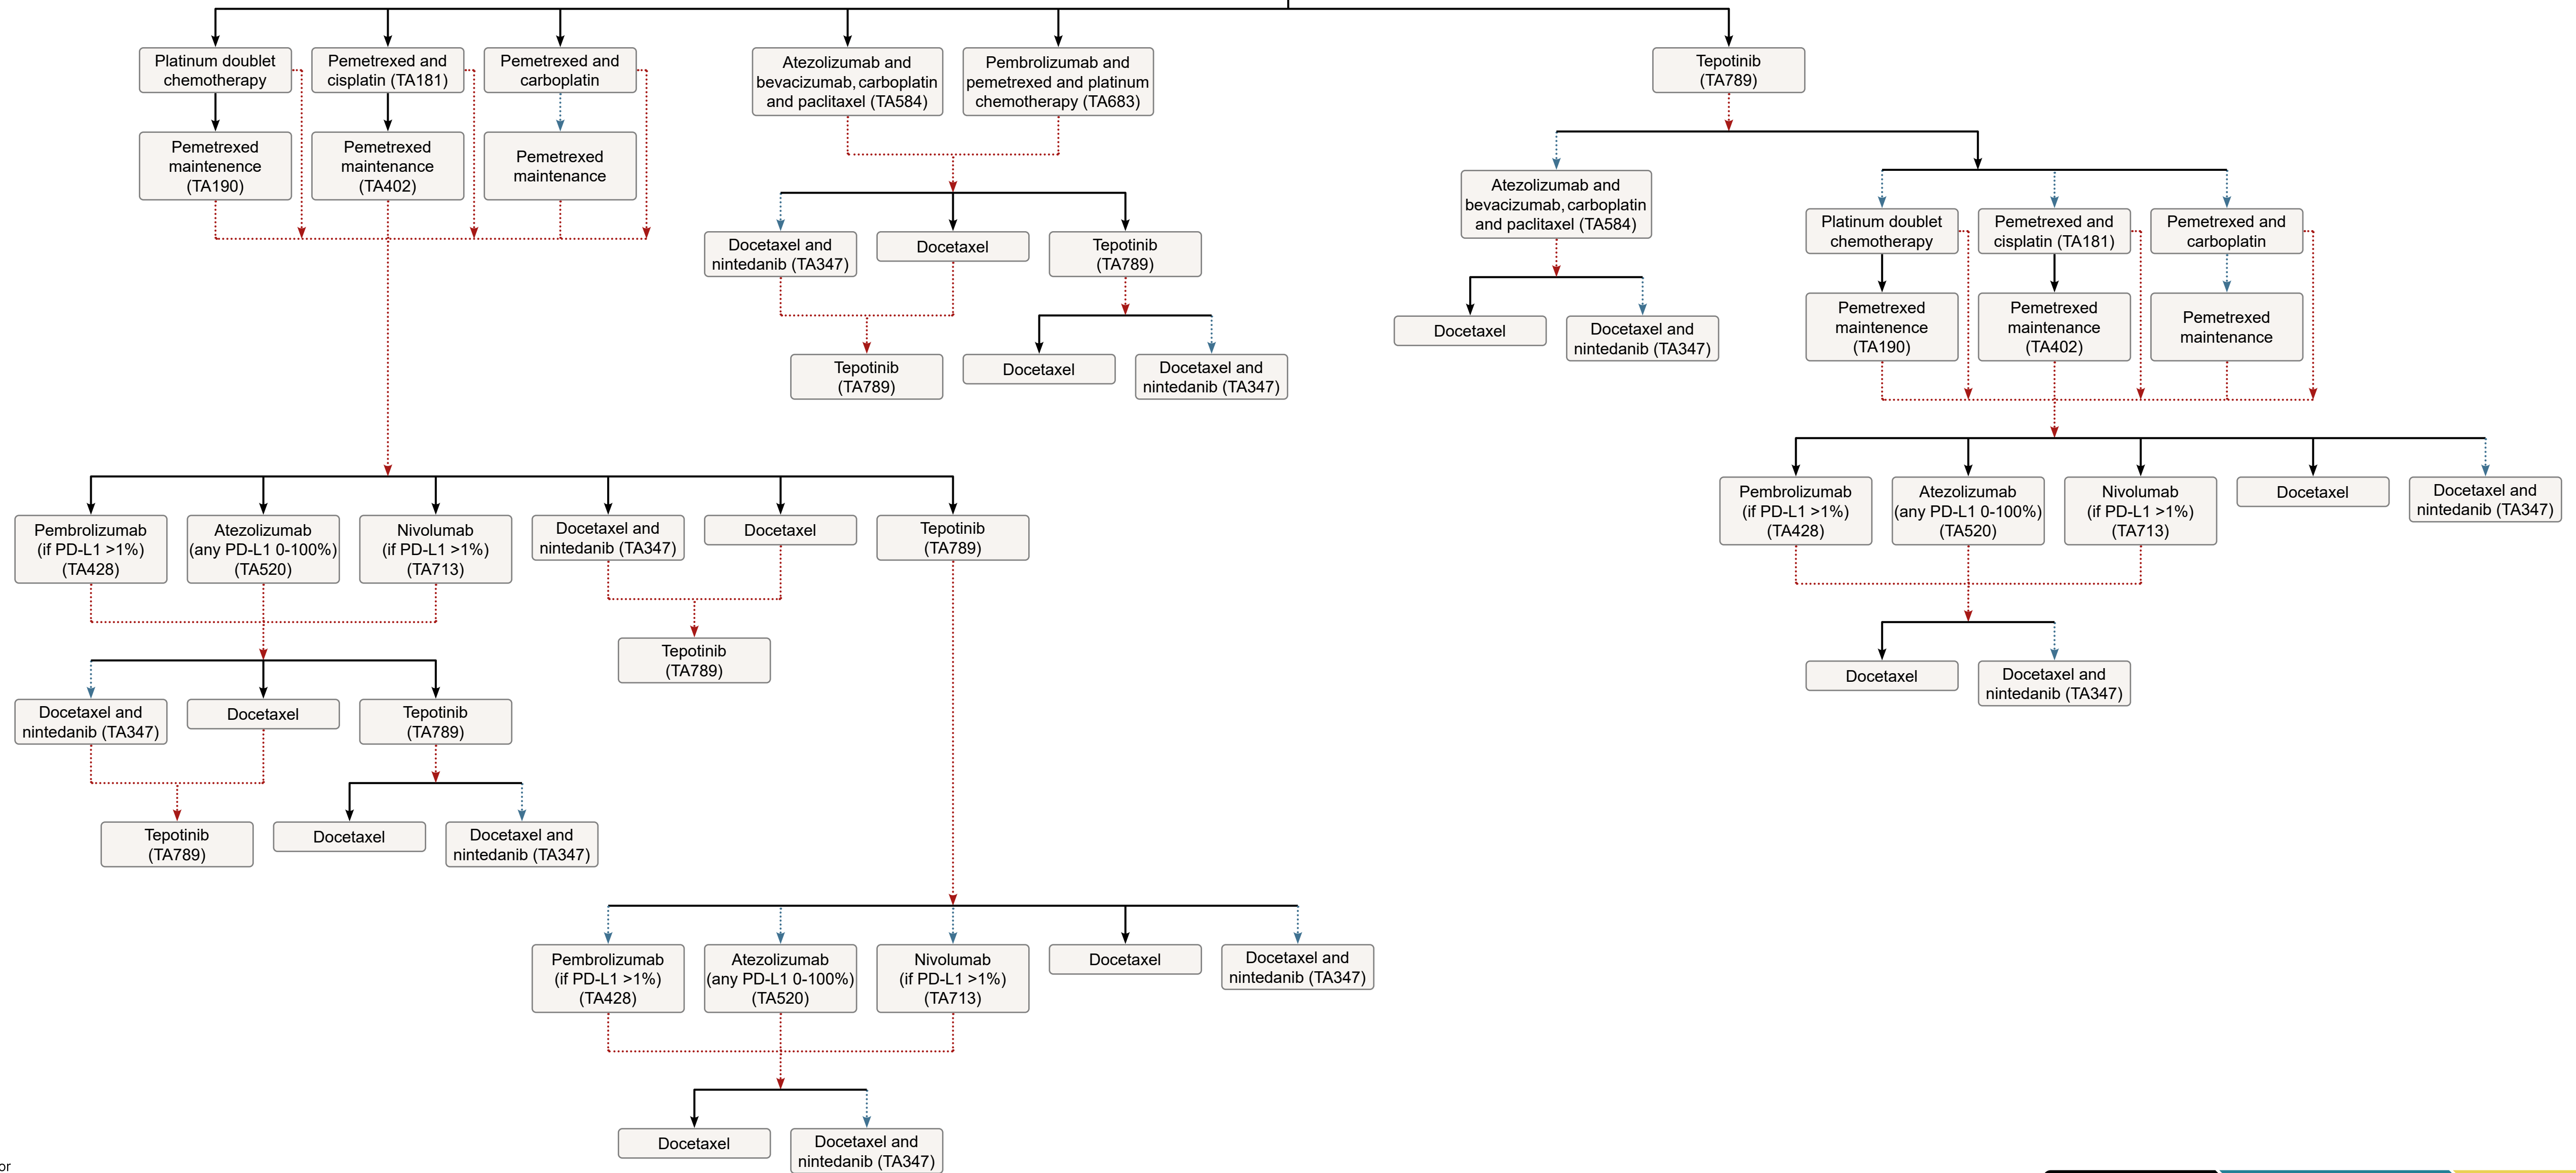 Platinum doublet
chemotherapy
Pemetrexed and
cisplatin (TA181)
Pemetrexed and
carboplatin
Atezolizumab and
bevacizumab, carboplatin
and paclitaxel (TA584)
Pembrolizumab and
pemetrexed and platinum
chemotherapy (TA683)
Tepotinib
(TA789)
Pemetrexed
maintenence
(TA190)
Pemetrexed
maintenance
(TA402)
Pemetrexed
maintenance
Docetaxel and
nintedanib (TA347)
Docetaxel
Tepotinib
(TA789)
Tepotinib
(TA789)
Docetaxel
Docetaxel and
nintedanib (TA347)
Atezolizumab and
bevacizumab, carboplatin
and paclitaxel (TA584)
Docetaxel
Docetaxel and
nintedanib (TA347)
Platinum doublet
chemotherapy
Pemetrexed and
cisplatin (TA181)
Pemetrexed and
carboplatin
Pemetrexed
maintenence
(TA190)
Pemetrexed
maintenance
(TA402)
Pemetrexed
maintenance
Pembrolizumab
(if PD-L1 >1%)
(TA428)
Atezolizumab
(any PD-L1 0-100%)
(TA520)
Nivolumab
(if PD-L1 >1%)
(TA713)
Docetaxel
Docetaxel and
nintedanib (TA347)
Docetaxel
Docetaxel and
nintedanib (TA347)
Pembrolizumab
(if PD-L1 >1%)
(TA428)
Atezolizumab
(any PD-L1 0-100%)
(TA520)
Nivolumab
(if PD-L1 >1%)
(TA713)
Docetaxel and
nintedanib (TA347)
Docetaxel
Tepotinib
(TA789)
Tepotinib
(TA789)
Docetaxel and
nintedanib (TA347)
Docetaxel
Tepotinib
(TA789)
Tepotinib
(TA789)
Docetaxel
Docetaxel and
nintedanib (TA347)
Pembrolizumab
(if PD-L1 >1%)
(TA428)
Atezolizumab
(any PD-L1 0-100%)
(TA520)
Nivolumab
(if PD-L1 >1%)
(TA713)
Docetaxel
Docetaxel and
nintedanib (TA347)
Docetaxel
Docetaxel and
nintedanib (TA347)
or